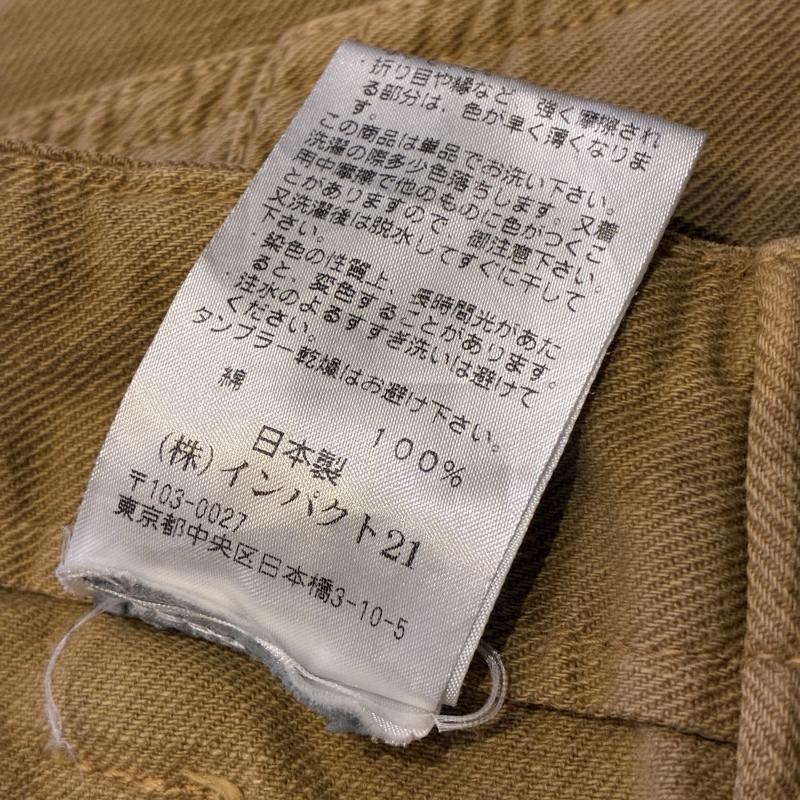 ・折り目や縁など　強く摩擦され
る部分は、色が早く薄くなりま
す。
この商品は単品でお洗い下さい。
洗濯の際多少色落ちします。又着
用中摩擦で他のものに色がつくこ
とがありますので　御注意下さい。
又洗濯後は脱水してすぐに干して
下さい。
・染色の性質上、長時間光があた
ると、変色することがあります。
・注水のよるすすぎ洗いは避けて
ください。
タンブラー乾燥はお避け下さい。
綿　　　100%
日本製
(株)インパクト21
〒103-0027
東京都中央区日本橋3-10-5